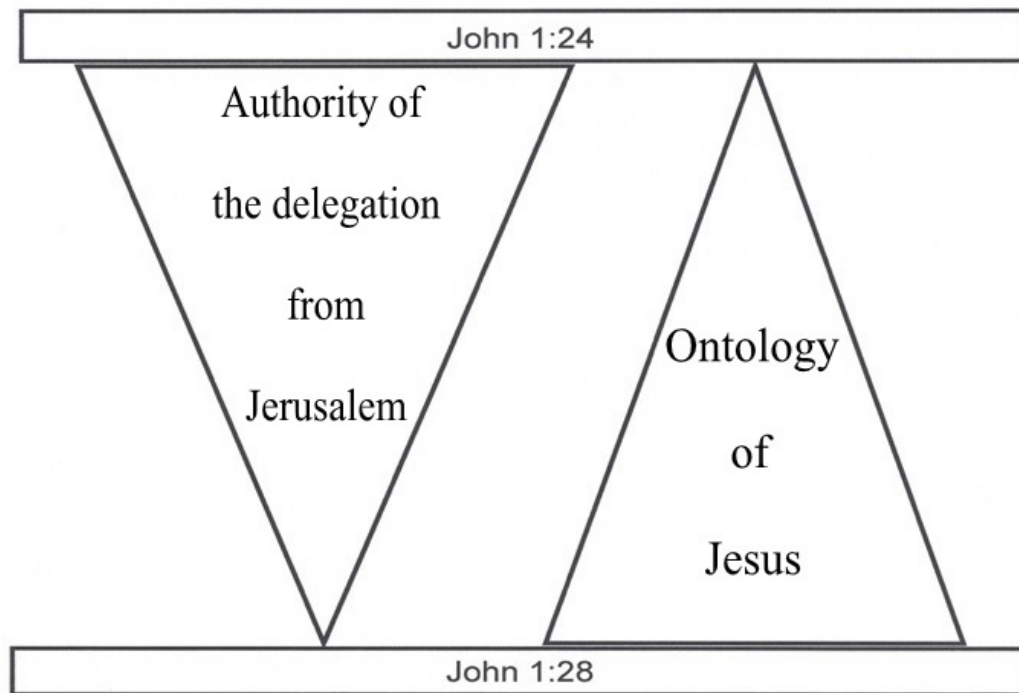 John 1:24
Authority of
the delegation
from
Jerusalem
Ontology
of
Jesus
John 1:28